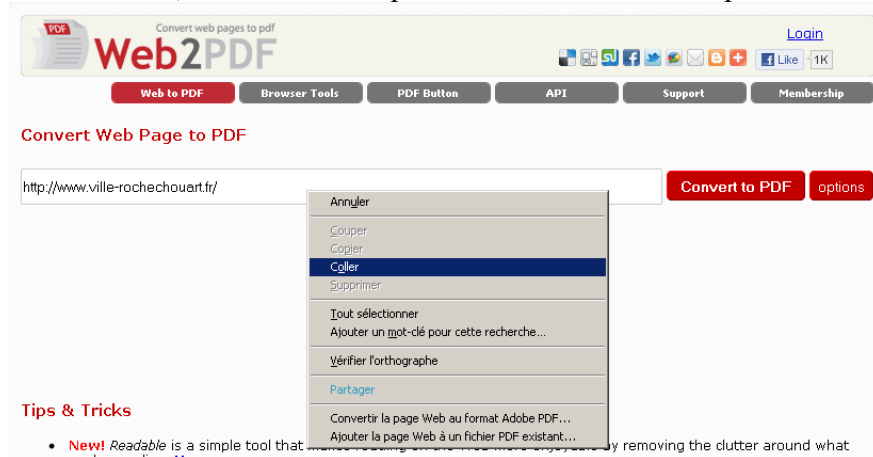 PDF
Convert web pages to pdf
Web2PDF
Login
Like 1K
Web to PDF Browser Tools PDF Button API Support Membership
Convert Web Page to PDF
http://www.ville-rochechouart.fr/
Convert to PDF options
Annuler
Couper
Copier
Coller
Supprimer
Tout sélectionner
Ajouter un mot-clé pour cette recherche...
Vérifier l'orthographe
Partager
Convertir la page Web au format Adobe PDF...
Ajouter la page Web à un fichier PDF existant...
Tips & Tricks
• New! Readable is a simple tool that by removing the clutter around what